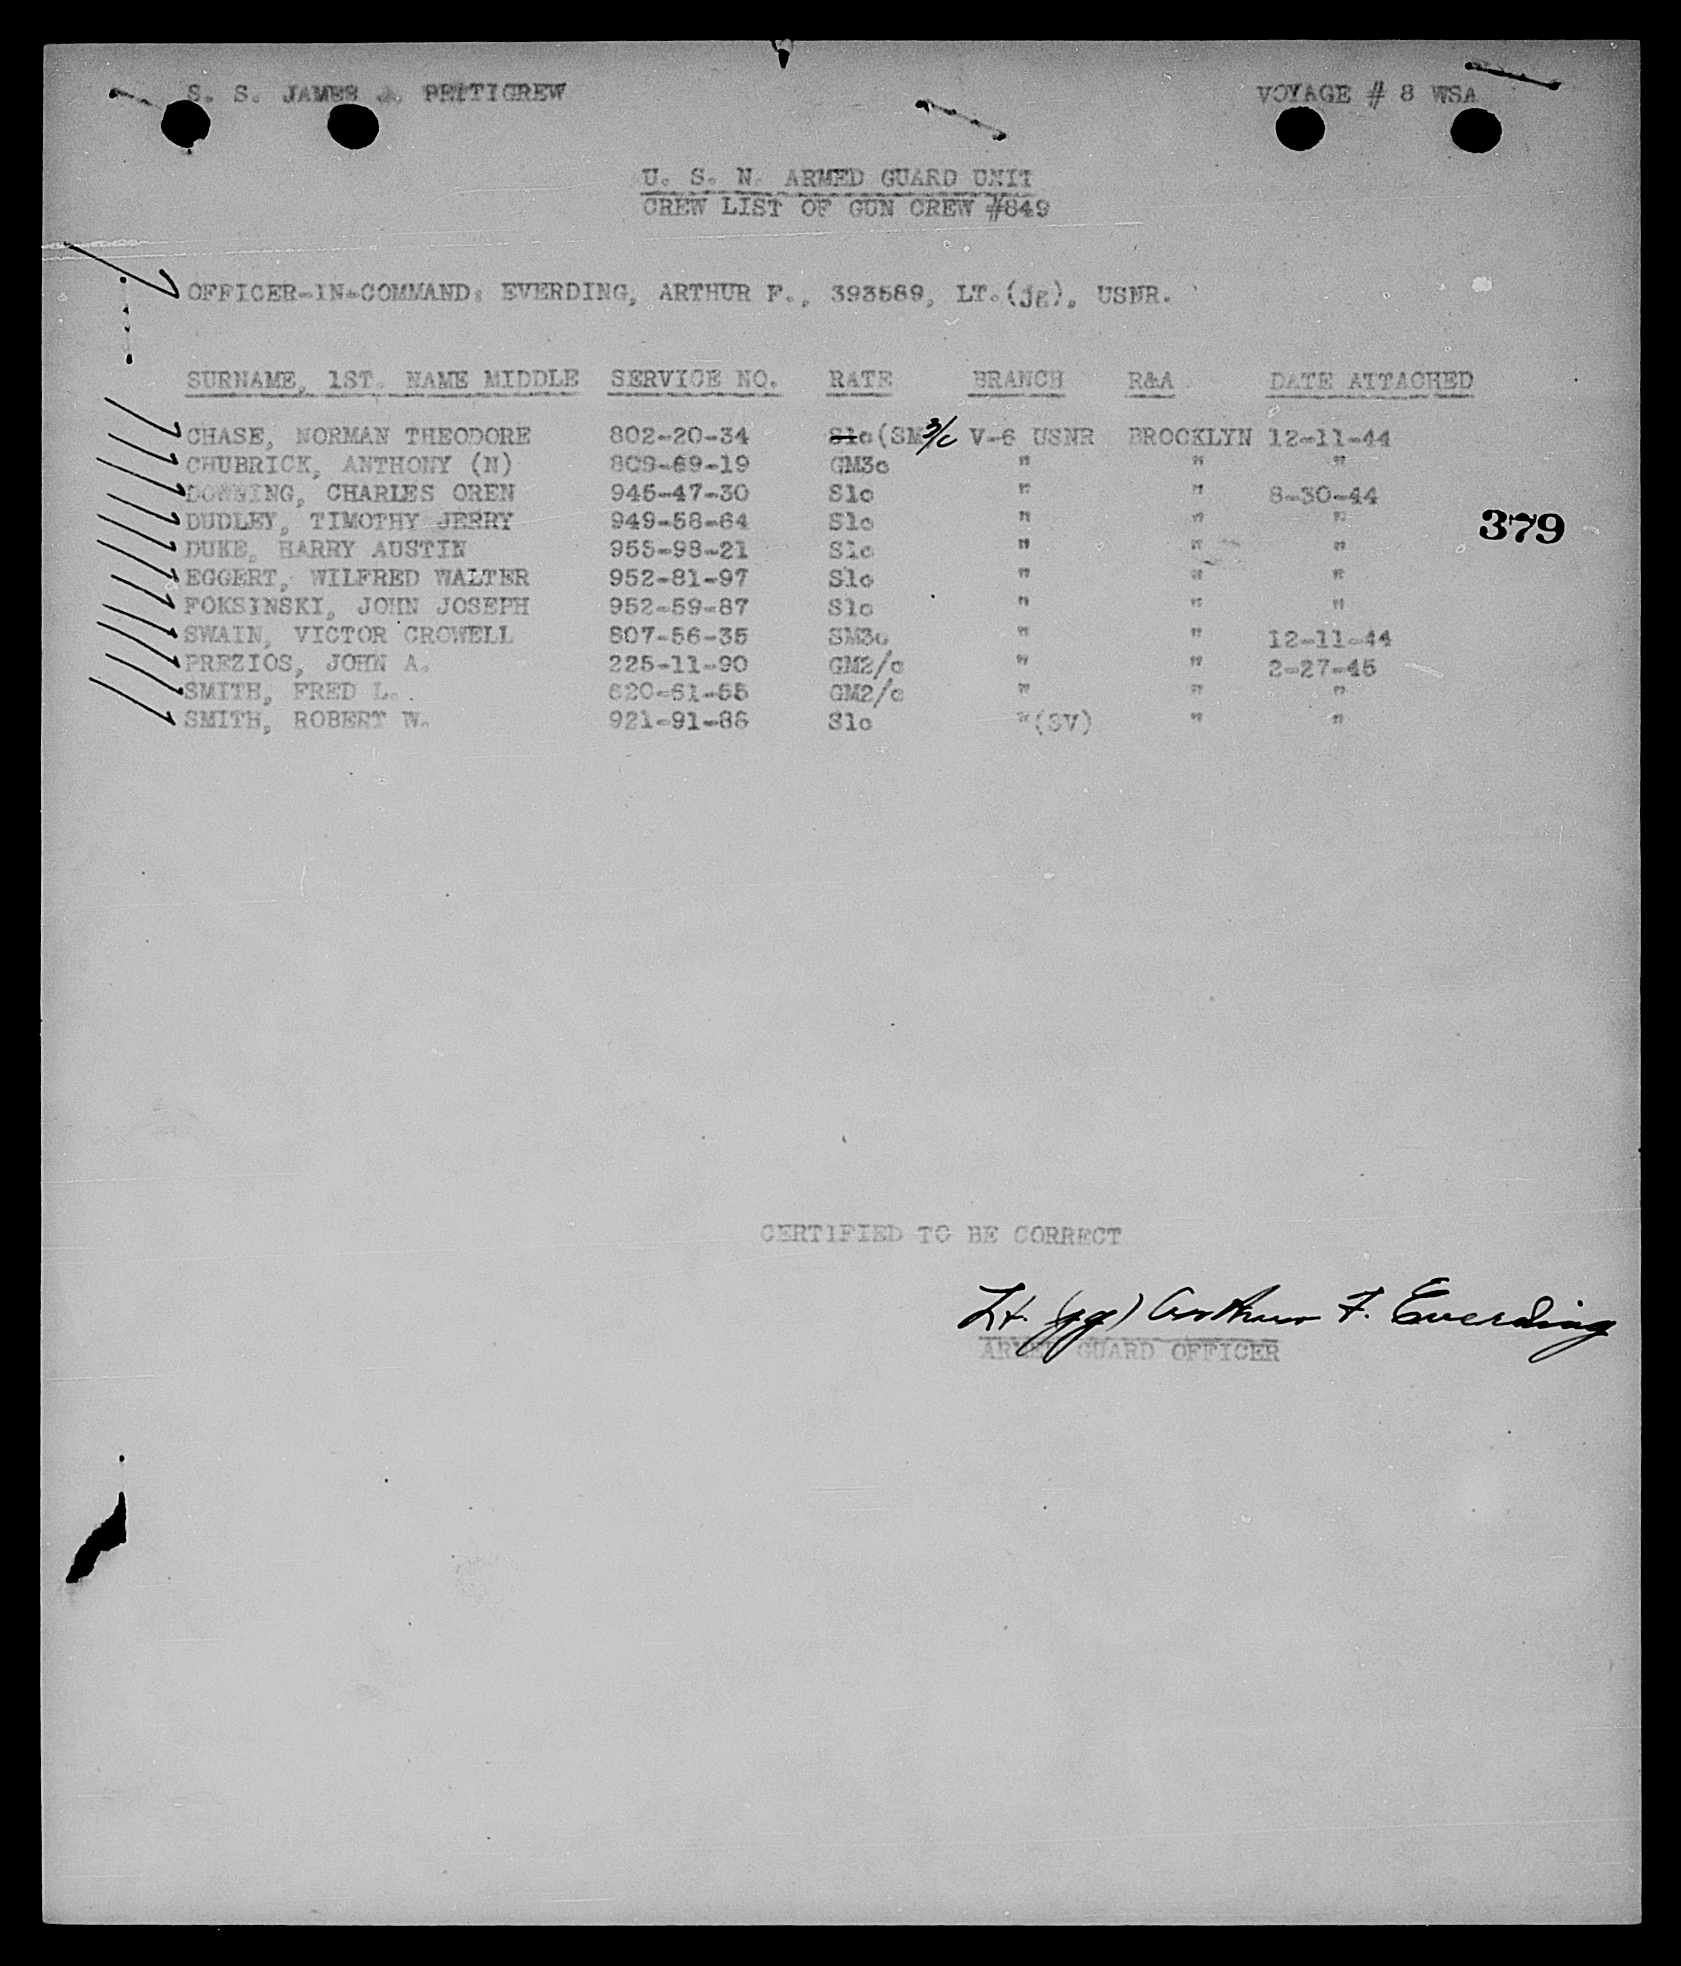 S. S. JAMES J. PETTIGREW VOYAGE # 8 WSA
U. S. N. ARMED GUARD UNIT
CREW LIST OF GUN CREW #849
OFFICER-IN-COMMAND: EVERDING, ARTHUR F., 393589, LT.(jg), USNR.
SURNAME, 1ST. NAME MIDDLE SERVICE NO. RATE BRANCH R&A DATE ATTACHED
CHASE, NORMAN THEODORE 802-20-34 S1c (SM 3/c V-6 USNR BROOKLYN 12-11-44
CHUBRICK, ANTHONY (N) 809-69-19 GM3c " " "
DOWNING, CHARLES OREN 945-47-30 S1c " " 8-30-44
DUDLEY, TIMOTHY JERRY 949-58-64 S1c " " "
379
DUKE, HARRY AUSTIN 955-98-21 S1c " " "
EGGERT, WILFRED WALTER 952-81-97 S1c " " "
FOKSINSKI, JOHN JOSEPH 952-59-87 S1c " " "
SWAIN, VICTOR CROWELL 807-56-35 SM3c " " 12-11-44
PREZIOS, JOHN A. 225-11-90 GM2/c " " 2-27-45
SMITH, FRED L. 620-61-55 GM2/c " " "
SMITH, ROBERT W. 921-91-86 S1c "(SV) " "
CERTIFIED TO BE CORRECT
Lt. (jg) Arthur F. Everding
ARMED GUARD OFFICER